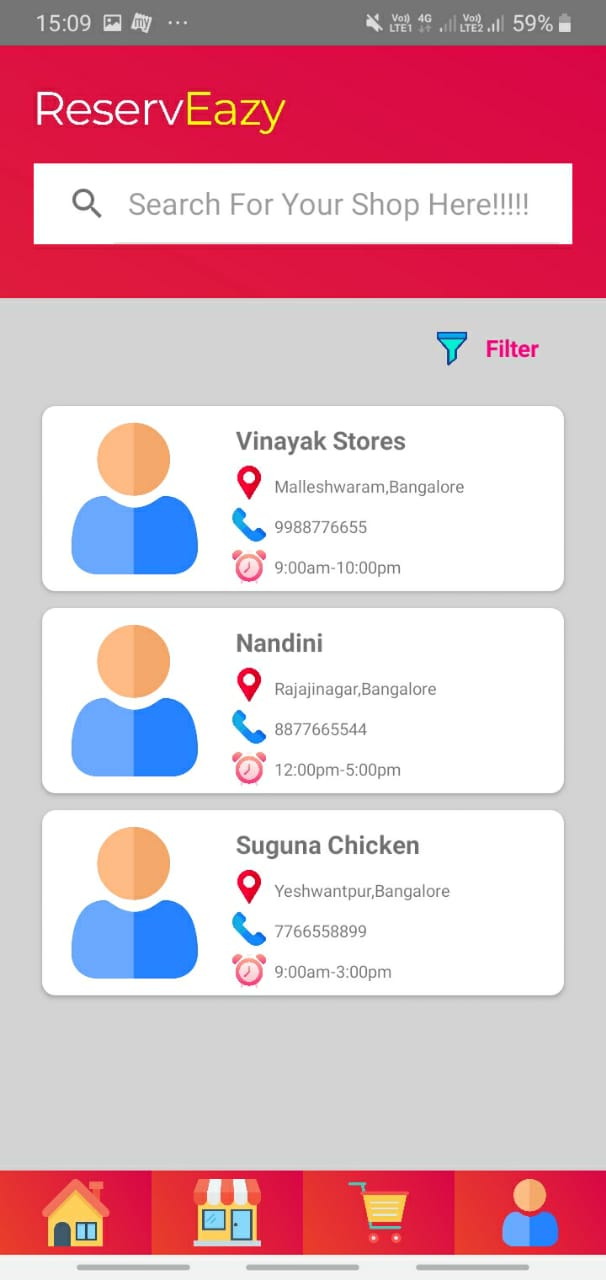 15:09 ··· Vo)) LTE1 4G Vo)) LTE2 59%
ReservEazy
Search For Your Shop Here!!!!!
Filter
Vinayak Stores
Malleshwaram,Bangalore
9988776655
9:00am-10:00pm
Nandini
Rajajinagar,Bangalore
8877665544
12:00pm-5:00pm
Suguna Chicken
Yeshwantpur,Bangalore
7766558899
9:00am-3:00pm